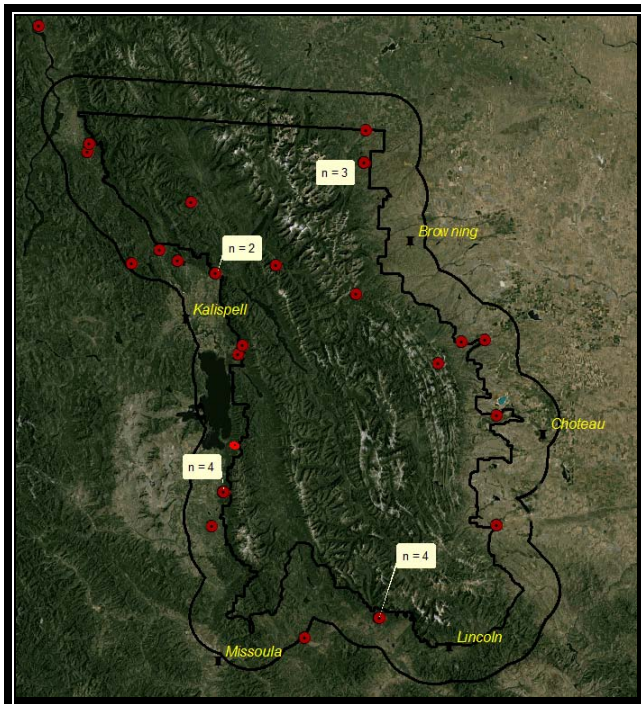 n = 3
Browning
n = 2
Kalispell
Choteau
n = 4
n = 4
Lincoln
Missoula